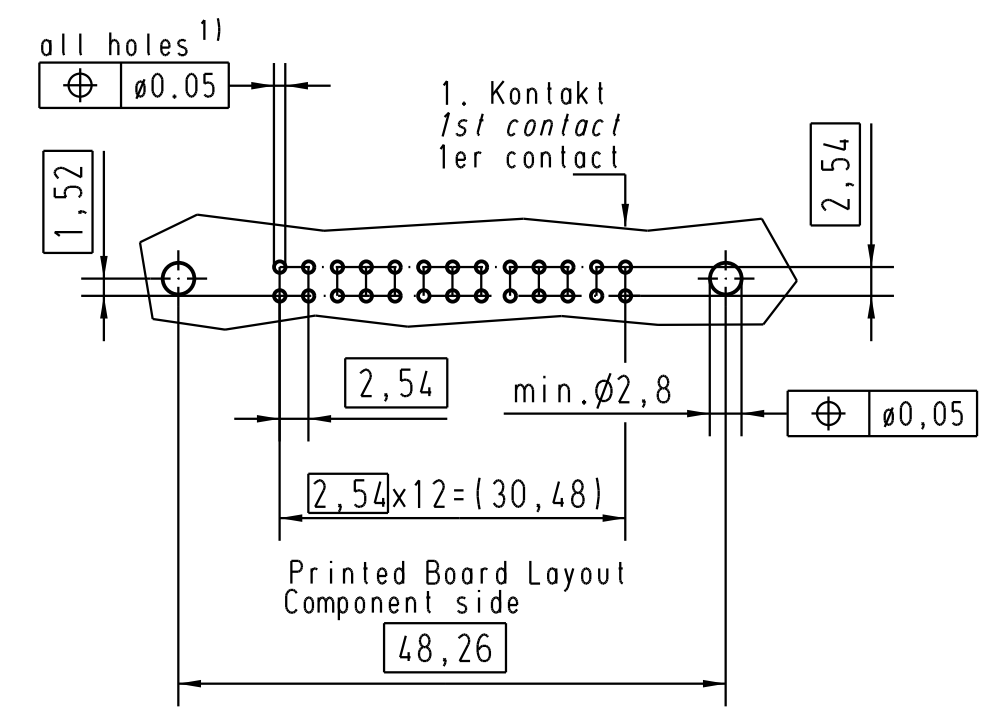 all holes 1)
⌖ ø0.05
1. Kontakt
1st contact
1er contact
1,52
2,54
2,54
min.Ø2,8
⌖ ø0,05
2,54x12=(30,48)
Printed Board Layout
Component side
48,26